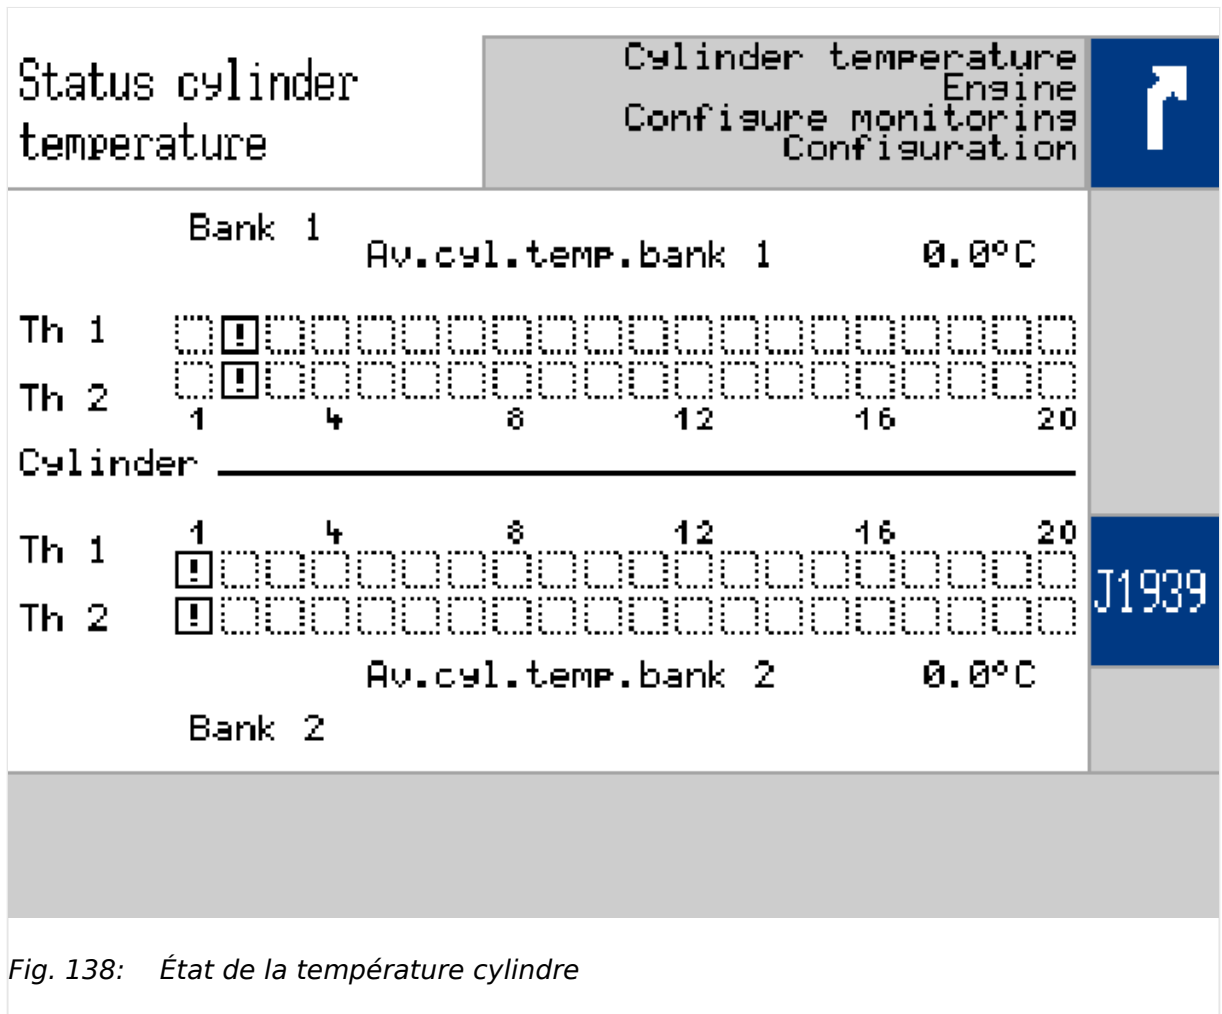 Status cylinder
temperature
Cylinder temperature
Engine
Configure monitoring
Configuration
Bank 1
Av.cyl.temp.bank 1 0.0°C
Th 1 !
Th 2 !
1 4 8 12 16 20
Cylinder
1 4 8 12 16 20
Th 1 !
Th 2 !
J1939
Av.cyl.temp.bank 2 0.0°C
Bank 2
Fig. 138: État de la température cylindre